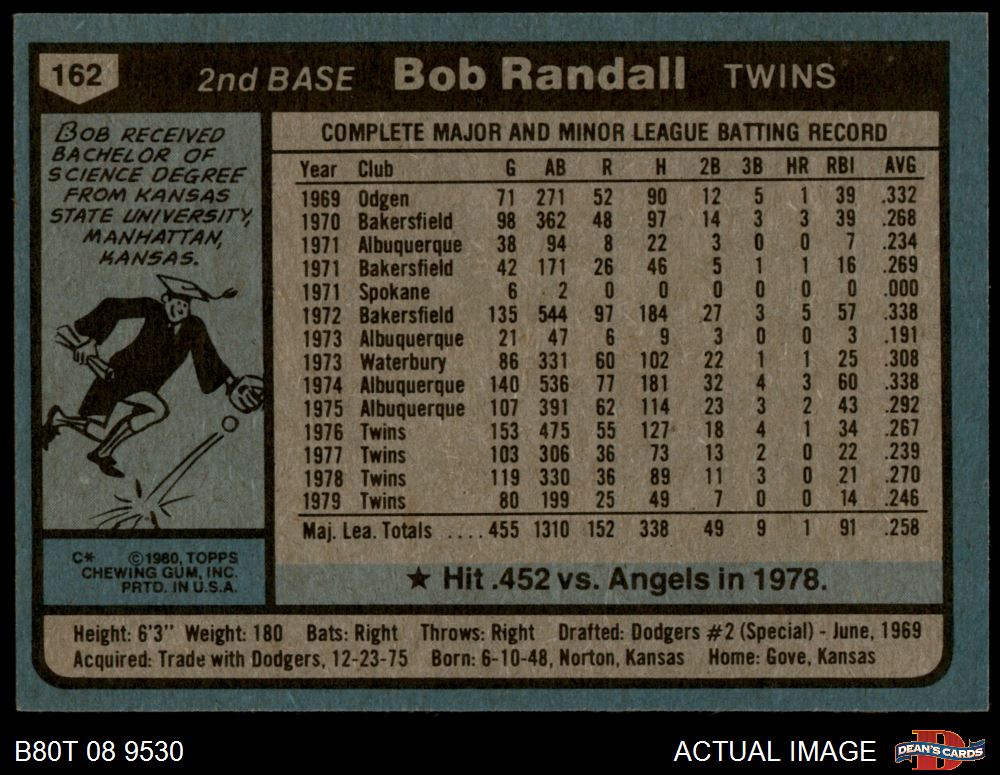 162 2nd BASE Bob Randall TWINS
BOB RECEIVED
BACHELOR OF
SCIENCE DEGREE
FROM KANSAS
STATE UNIVERSITY,
MANHATTAN,
KANSAS.
COMPLETE MAJOR AND MINOR LEAGUE BATTING RECORD
Year Club G AB R H 2B 3B HR RBI AVG
1969 Odgen 71 271 52 90 12 5 1 39 .332
1970 Bakersfield 98 362 48 97 14 3 3 39 .268
1971 Albuquerque 38 94 8 22 3 0 0 7 .234
1971 Bakersfield 42 171 26 46 5 1 1 16 .269
1971 Spokane 6 2 0 0 0 0 0 0 .000
1972 Bakersfield 135 544 97 184 27 3 5 57 .338
1973 Albuquerque 21 47 6 9 3 0 0 3 .191
1973 Waterbury 86 331 60 102 22 1 1 25 .308
1974 Albuquerque 140 536 77 181 32 4 3 60 .338
1975 Albuquerque 107 391 62 114 23 3 2 43 .292
1976 Twins 153 475 55 127 18 4 1 34 .267
1977 Twins 103 306 36 73 13 2 0 22 .239
1978 Twins 119 330 36 89 11 3 0 21 .270
1979 Twins 80 199 25 49 7 0 0 14 .246
Maj. Lea. Totals ....455 1310 152 338 49 9 1 91 .258
★ Hit .452 vs. Angels in 1978.
C* ©1980, TOPPS
CHEWING GUM, INC.
PRTD. IN U.S.A.
Height: 6'3" Weight: 180 Bats: Right Throws: Right Drafted: Dodgers #2 (Special) - June, 1969
Acquired: Trade with Dodgers, 12-23-75 Born: 6-10-48, Norton, Kansas Home: Gove, Kansas
B80T 08 9530 ACTUAL IMAGE D DEAN'S CARDS